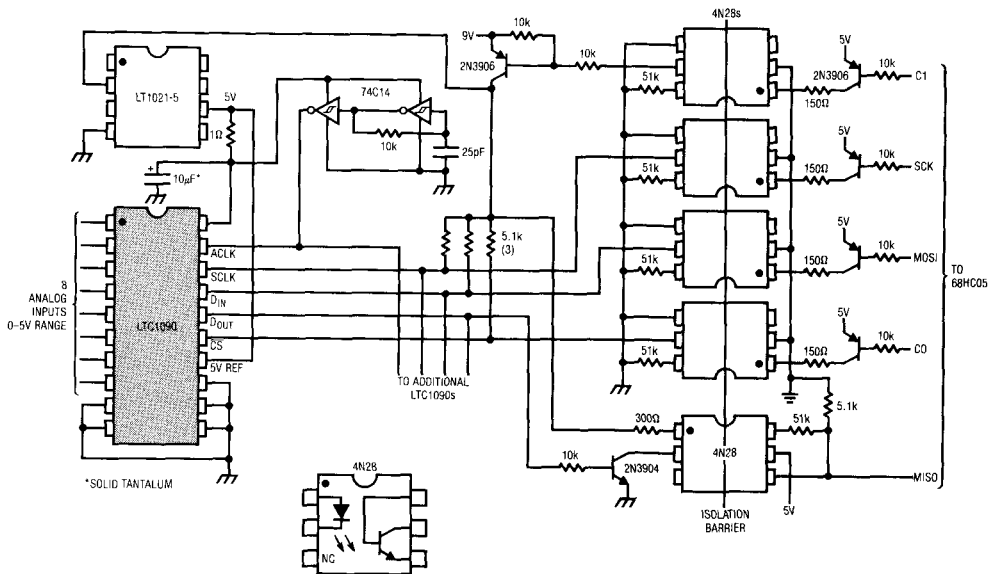 4N28s
9V
10k
10k
2N3906
74C14
LT1021-5
5V
1Ω
10k
25pF
+
10μF*
51k
5V
2N3906
10k
C1
150Ω
5V
10k
SCK
51k
150Ω
5.1k
(3)
5V
10k
MOSI
51k
150Ω
TO
68HC05
8
ANALOG
INPUTS
0–5V RANGE
LTC1090
ACLK
SCLK
DIN
DOUT
CS
5V REF
TO ADDITIONAL
LTC1090s
5V
10k
C0
51k
150Ω
5.1k
300Ω
51k
4N28
10k
2N3904
MISO
5V
*SOLID TANTALUM
4N28
NC
ISOLATION
BARRIER